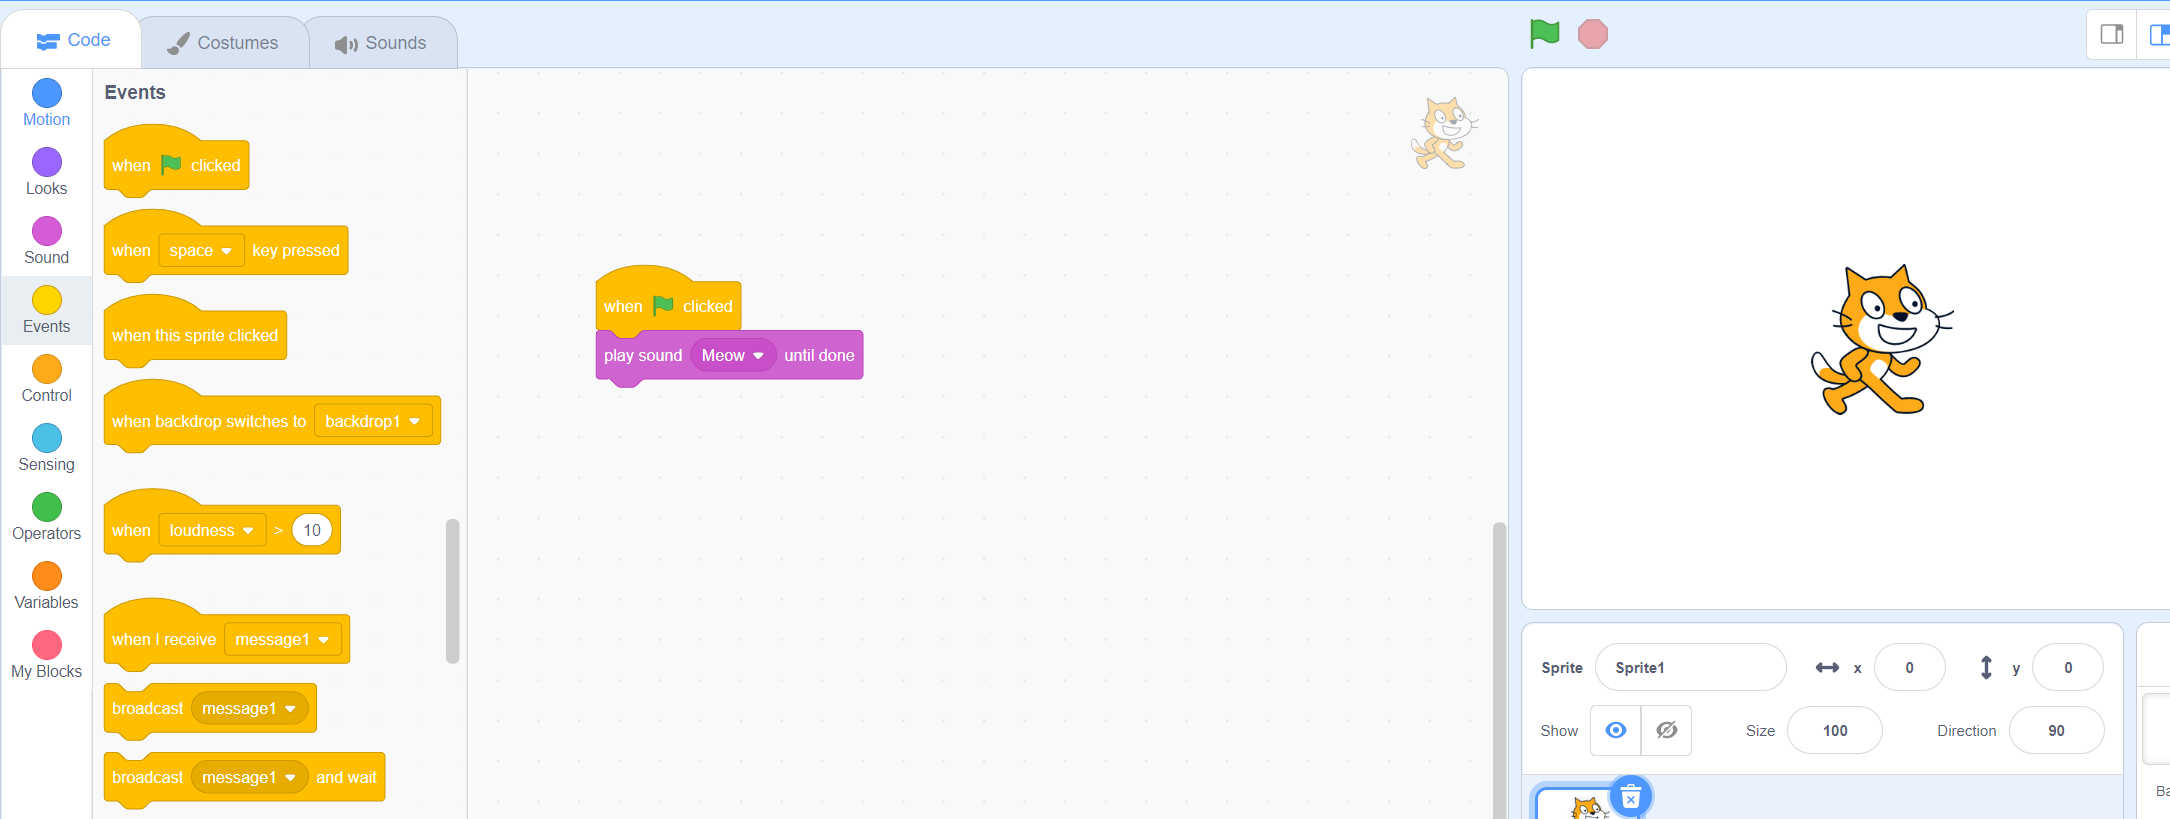 Code
Costumes
Sounds
Motion
Looks
Sound
Events
Control
Sensing
Operators
Variables
My Blocks
Events
when clicked
when space key pressed
when this sprite clicked
when backdrop switches to backdrop1
when loudness > 10
when I receive message1
broadcast message1
broadcast message1 and wait
when clicked
play sound Meow until done
Sprite Sprite1 x 0 y 0
Show Size 100 Direction 90